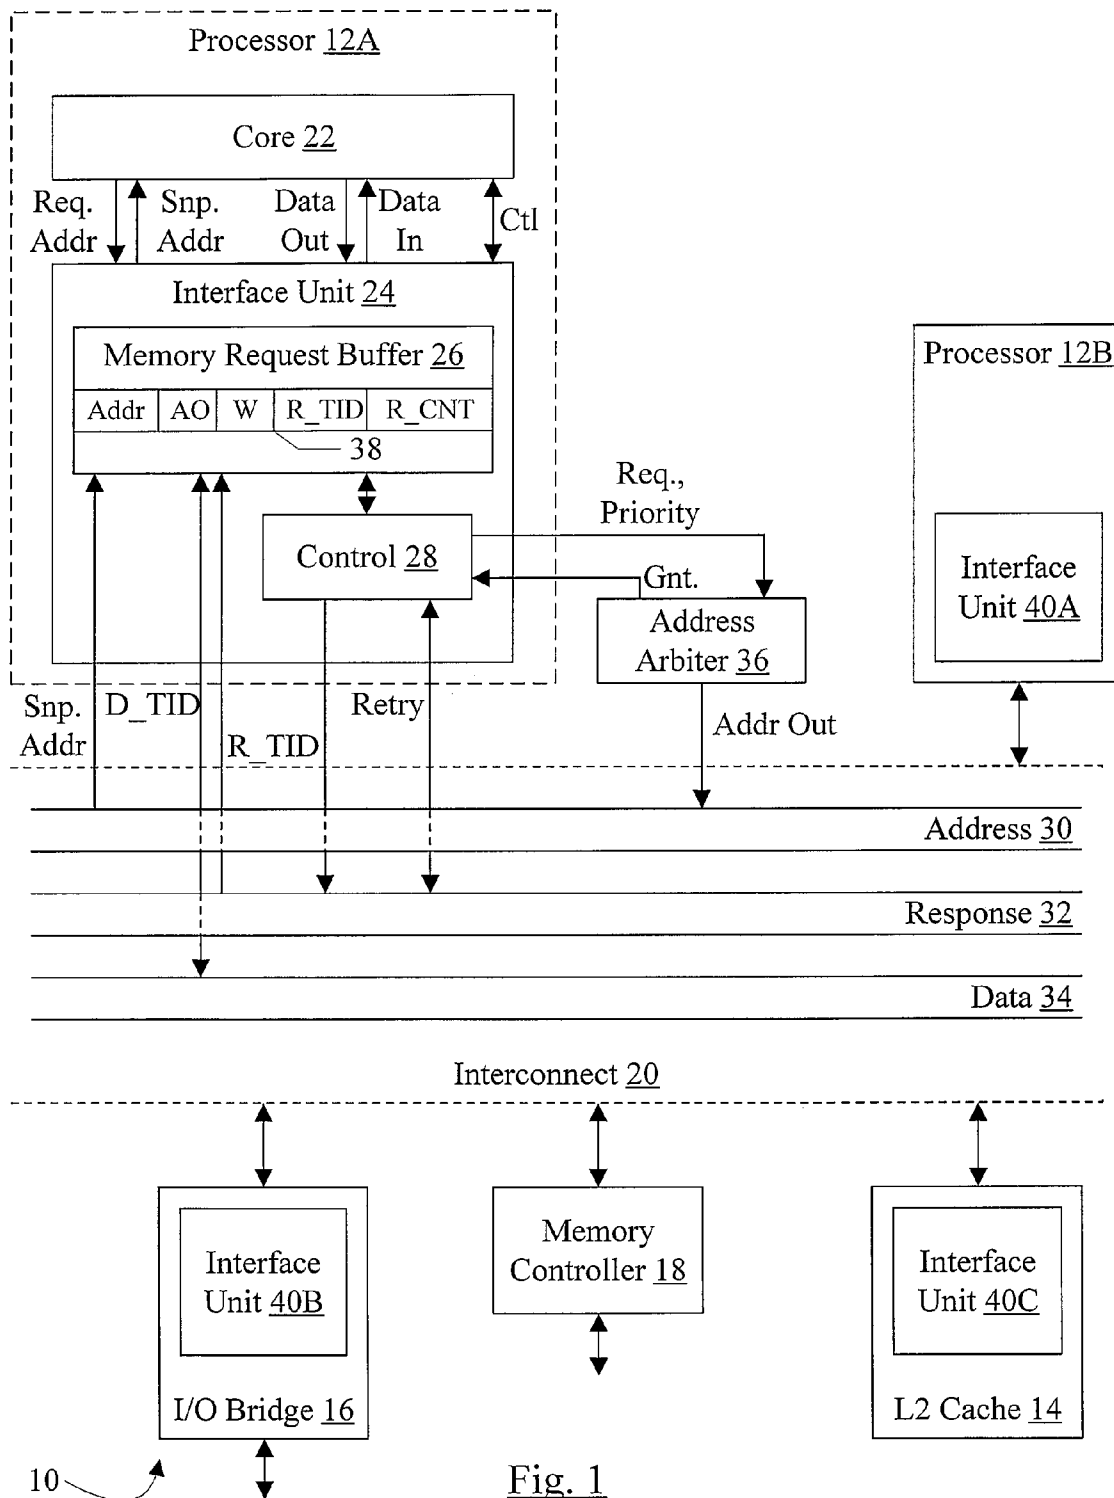 Processor 12A
Core 22
Req. Addr
Snp. Addr
Data Out
Data In
Ctl
Interface Unit 24
Memory Request Buffer 26
Addr AO W R_TID R_CNT
38
Control 28
Req., Priority
Gnt.
Address Arbiter 36
Processor 12B
Interface Unit 40A
Snp. Addr
D_TID
R_TID
Retry
Addr Out
Address 30
Response 32
Data 34
Interconnect 20
Interface Unit 40B
I/O Bridge 16
Memory Controller 18
Interface Unit 40C
L2 Cache 14
10
Fig. 1